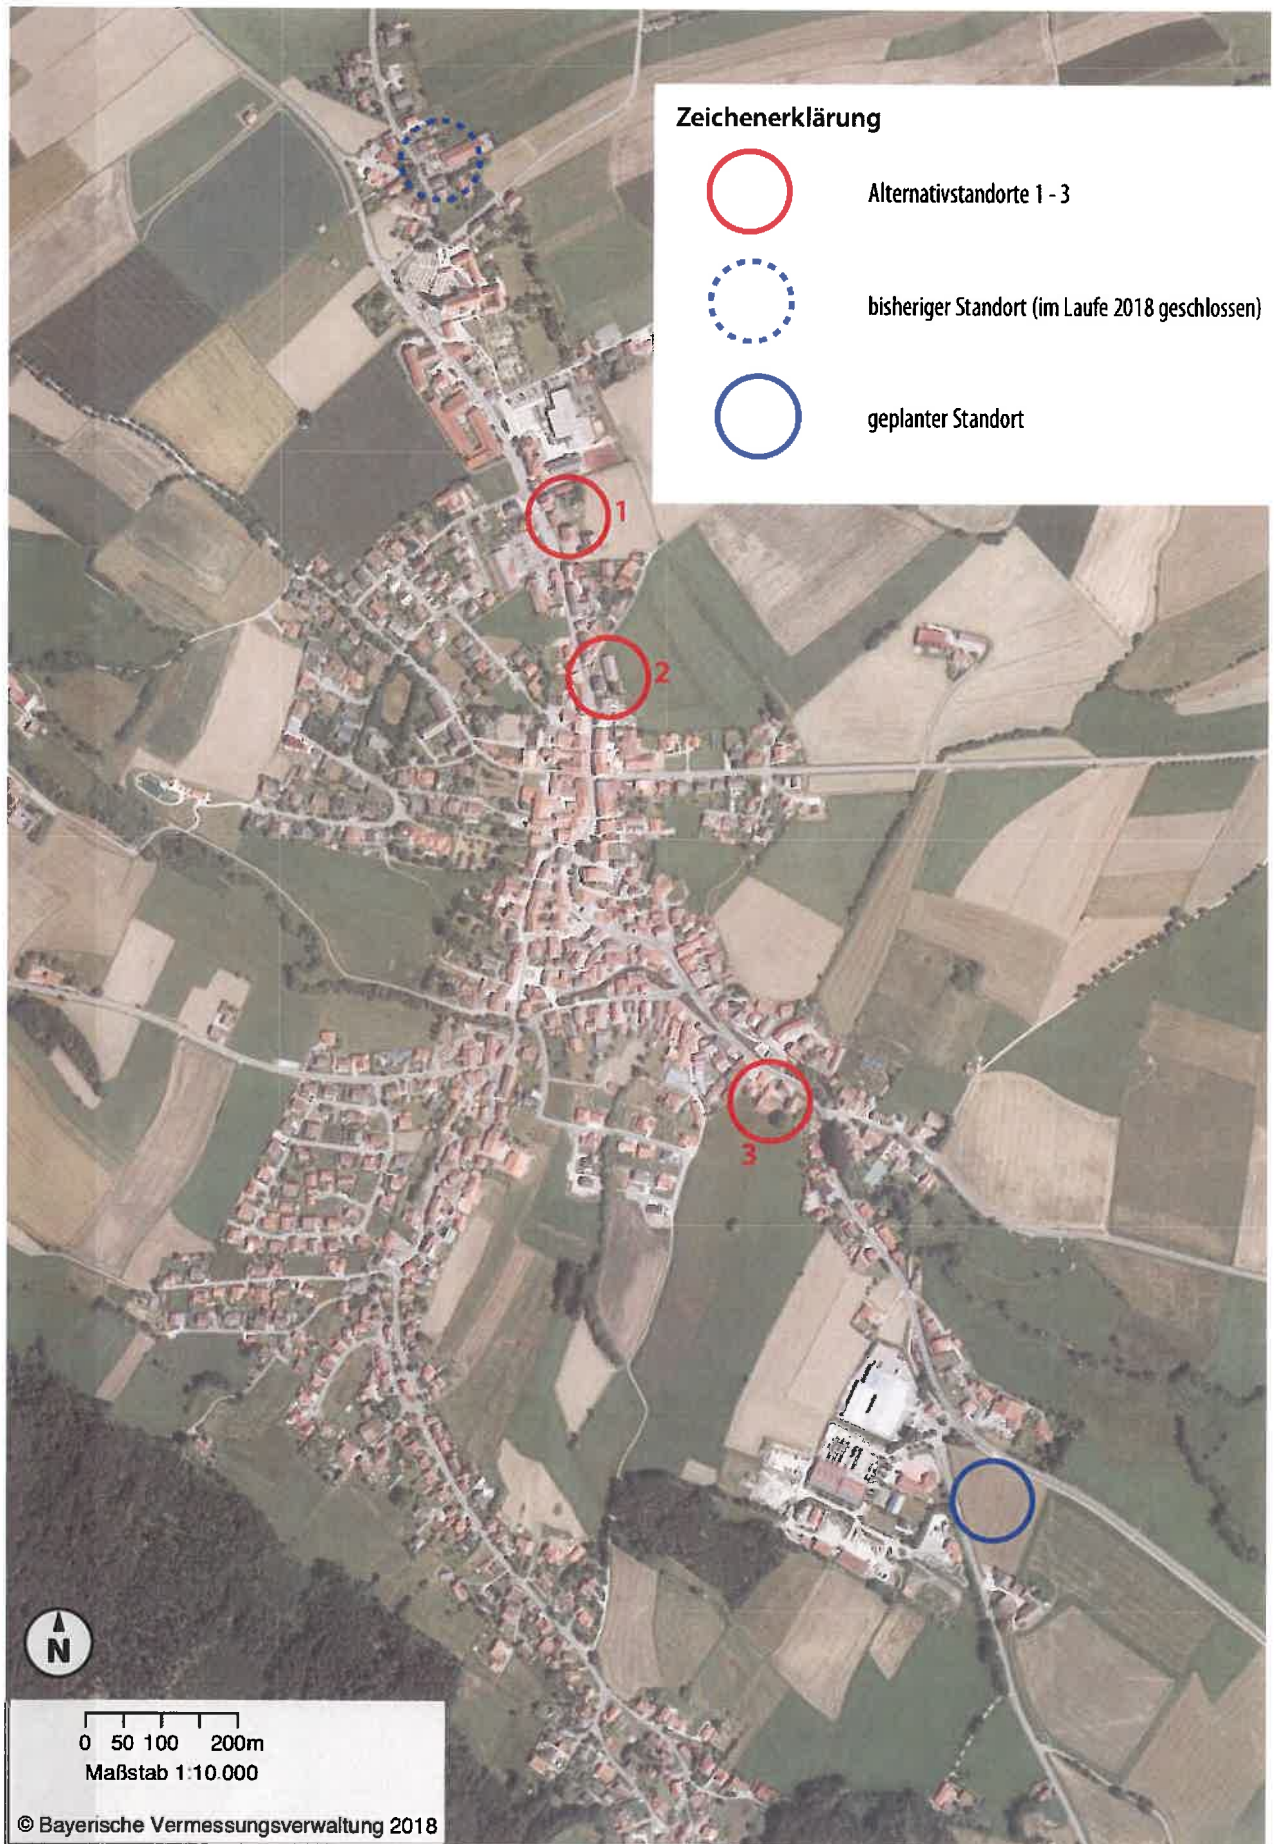 Zeichenerklärung
Alternativstandorte 1 - 3
bisheriger Standort (im Laufe 2018 geschlossen)
geplanter Standort
1
2
3
N
0 50 100 200m
Maßstab 1:10.000
© Bayerische Vermessungsverwaltung 2018